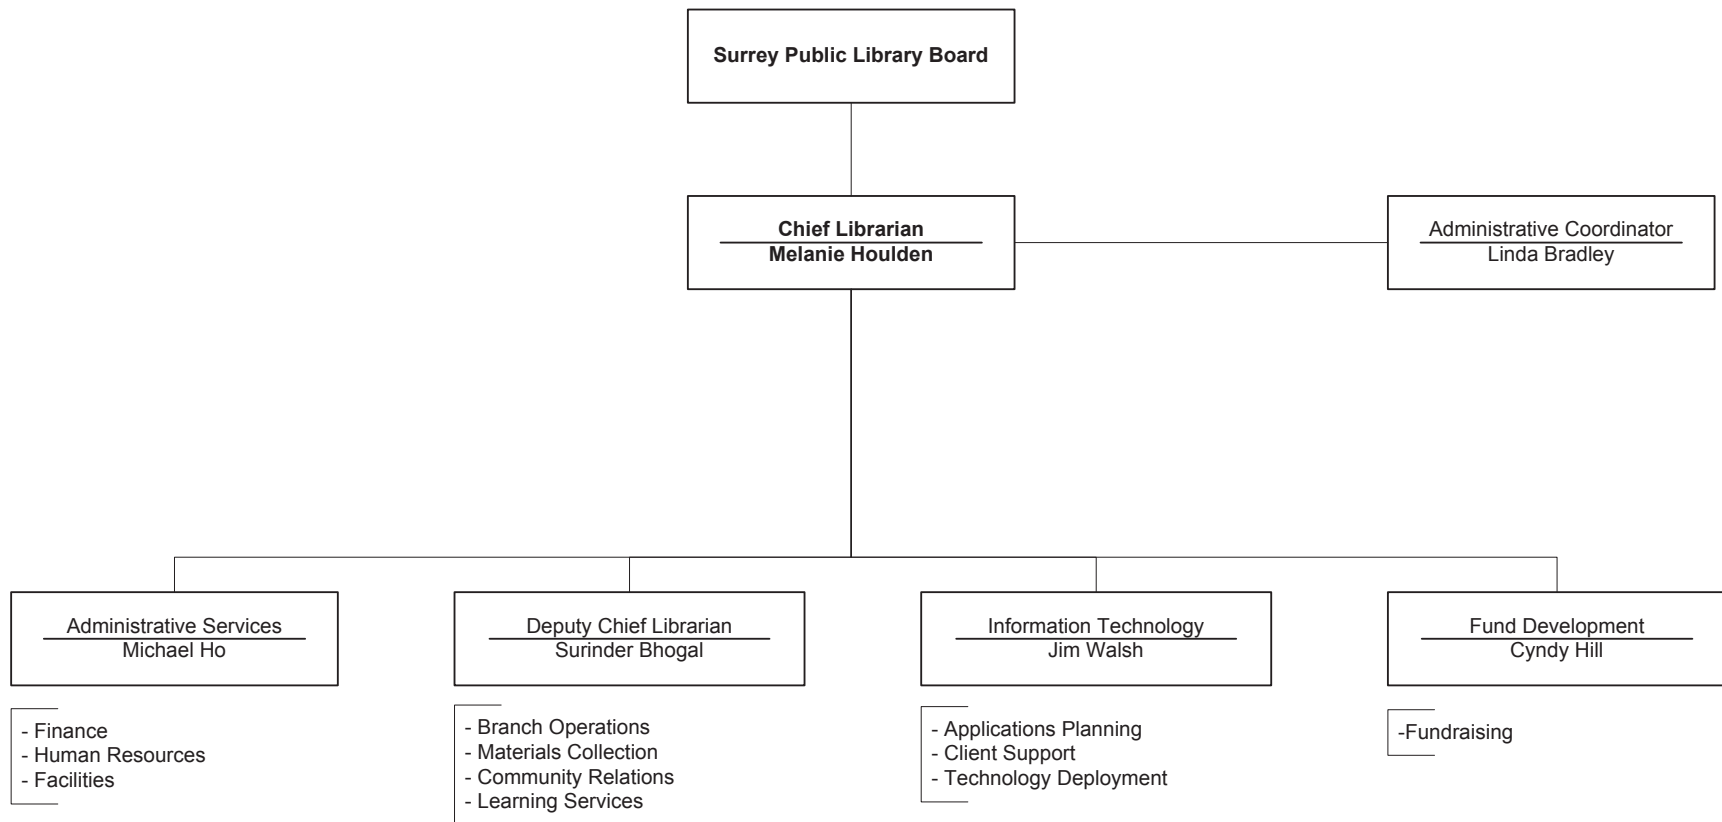 Surrey Public Library Board
Chief Librarian
Melanie Houlden
Administrative Coordinator
Linda Bradley
Administrative Services
Michael Ho
- Finance
- Human Resources
- Facilities
Deputy Chief Librarian
Surinder Bhogal
- Branch Operations
- Materials Collection
- Community Relations
- Learning Services
Information Technology
Jim Walsh
- Applications Planning
- Client Support
- Technology Deployment
Fund Development
Cyndy Hill
-Fundraising